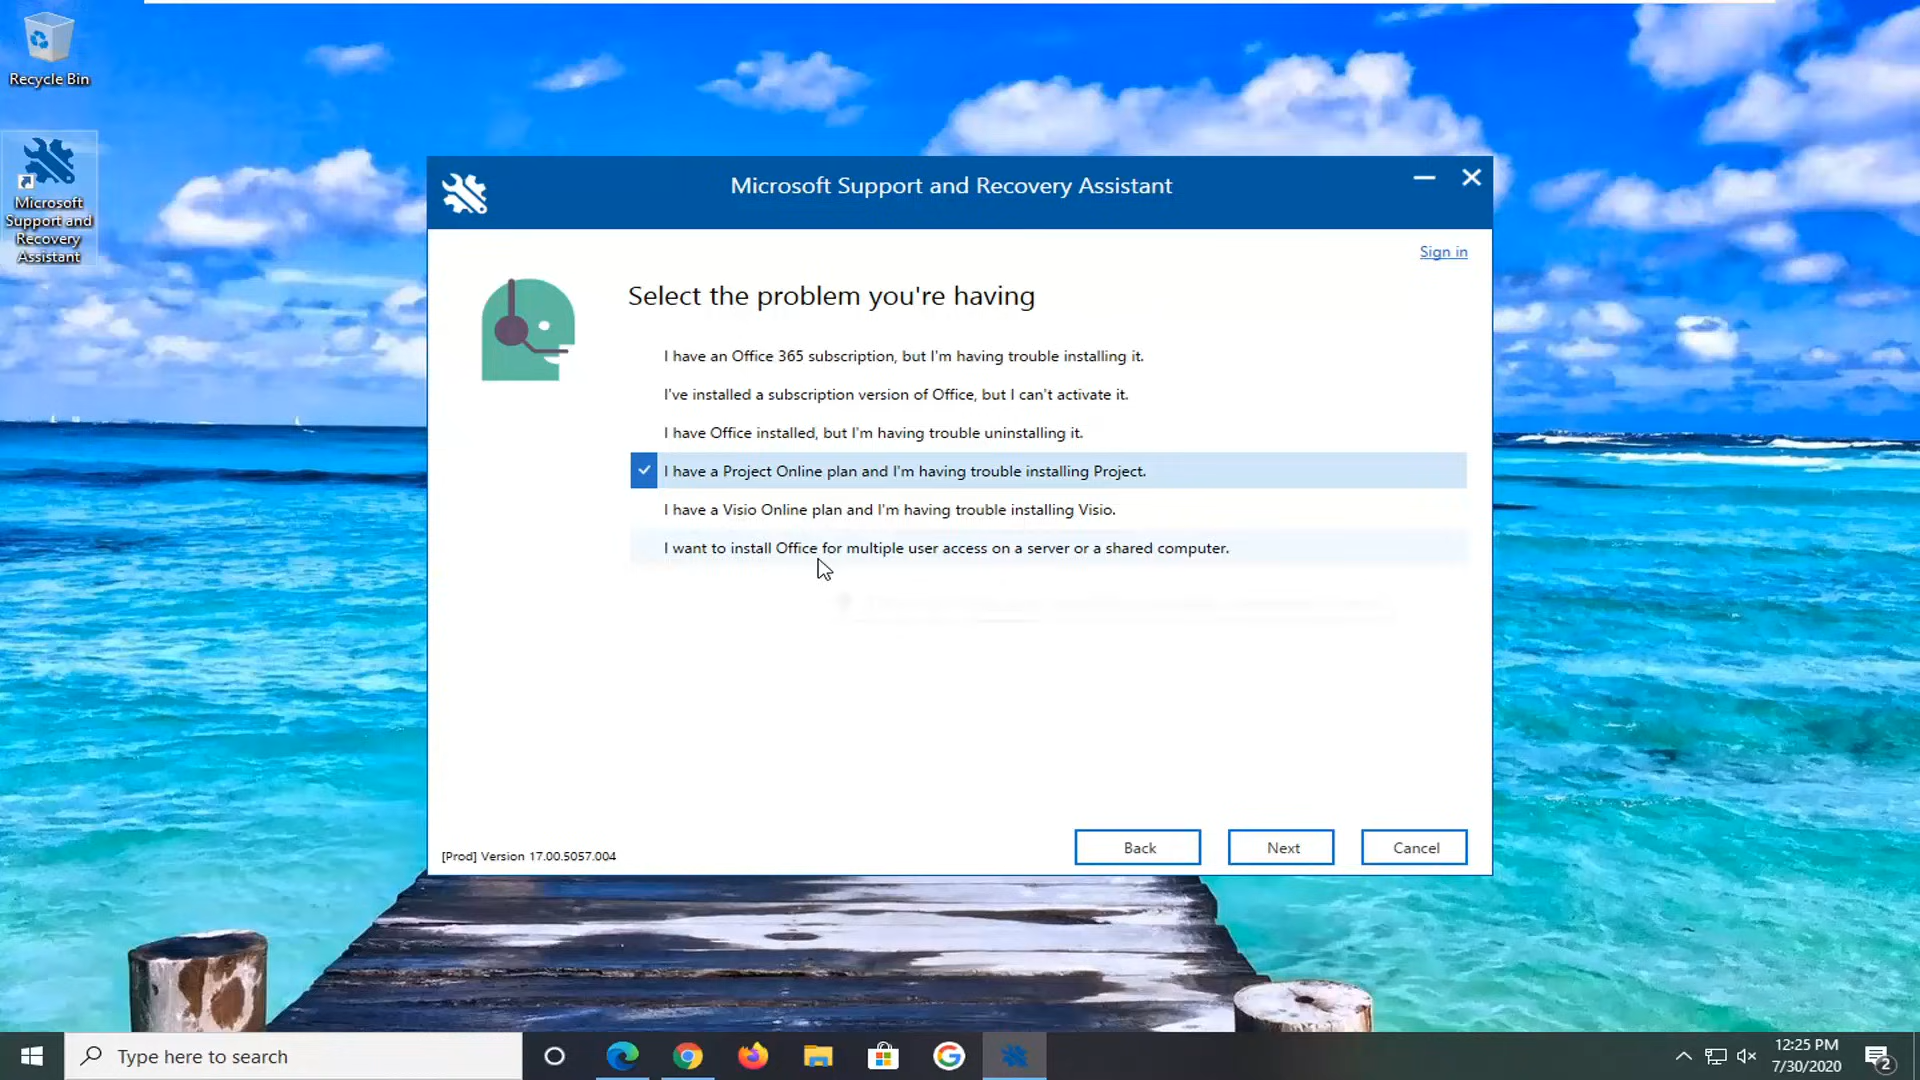 Recycle Bin
Microsoft
Support and
Recovery
Assistant
Microsoft Support and Recovery Assistant
Sign in
Select the problem you're having
I have an Office 365 subscription, but I'm having trouble installing it.
I've installed a subscription version of Office, but I can't activate it.
I have Office installed, but I'm having trouble uninstalling it.
I have a Project Online plan and I'm having trouble installing Project.
I have a Visio Online plan and I'm having trouble installing Visio.
I want to install Office for multiple user access on a server or a shared computer.
[Prod] Version 17.00.5057.004
Back
Next
Cancel
Type here to search
12:25 PM
7/30/2020
2